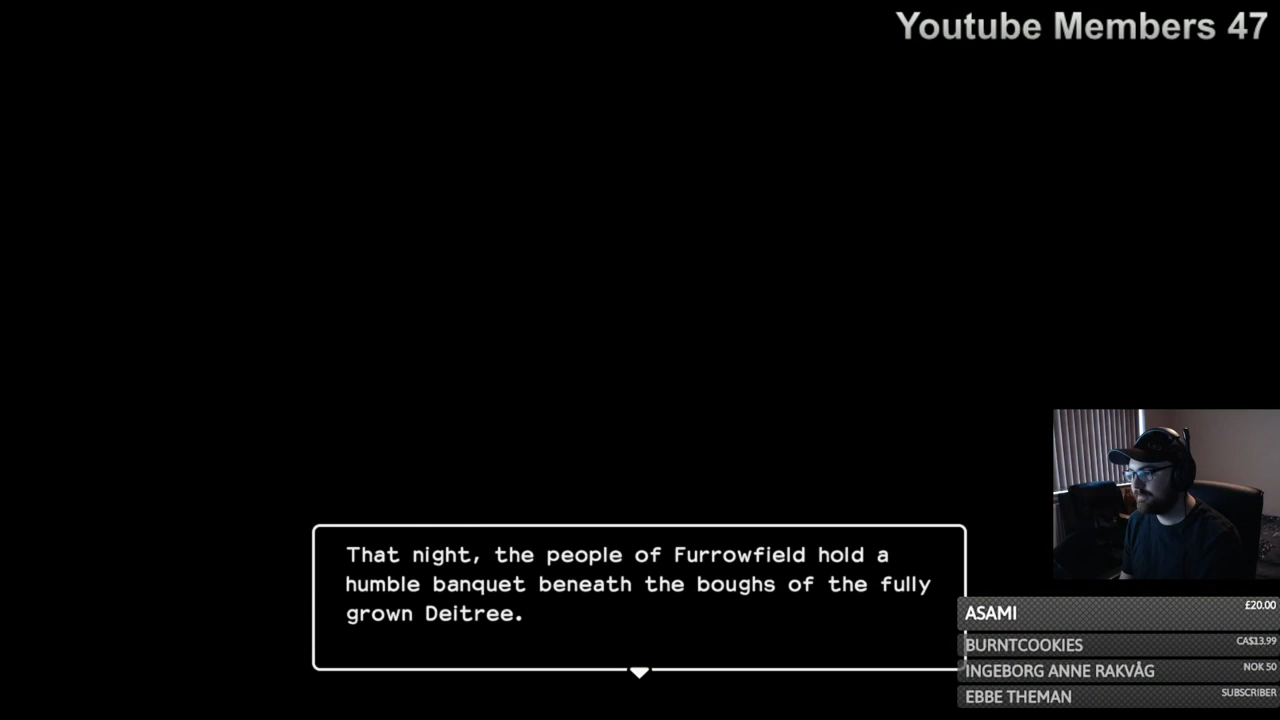 Youtube Members 47
That night, the people of Furrowfield hold a
humble banquet beneath the boughs of the fully
grown Deitree.
ASAMI £20.00
BURNTCOOKIES CA$13.99
INGEBORG ANNE RAKVÅG NOK 50
EBBE THEMAN SUBSCRIBER